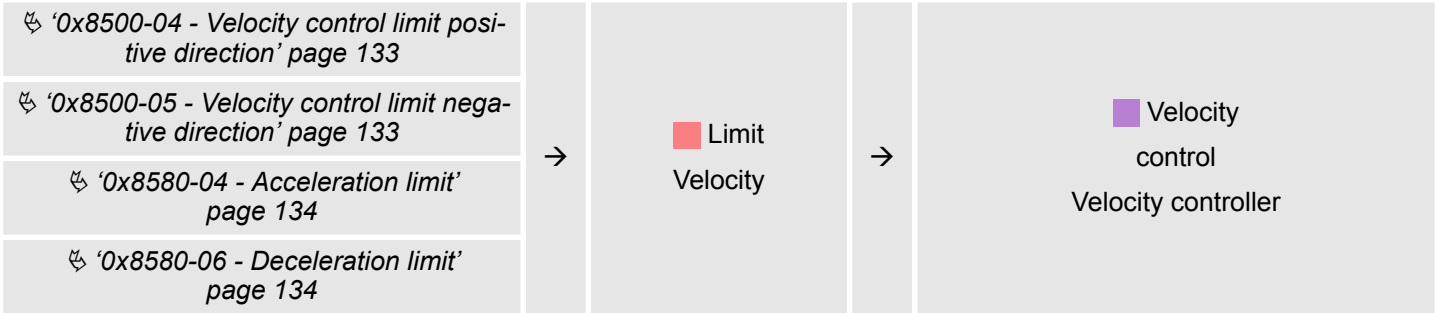 ↳ '0x8500-04 - Velocity control limit posi-
tive direction' page 133
↳ '0x8500-05 - Velocity control limit nega-
tive direction' page 133
↳ '0x8580-04 - Acceleration limit'
page 134
↳ '0x8580-06 - Deceleration limit'
page 134
→
Limit
Velocity
→
Velocity
control
Velocity controller